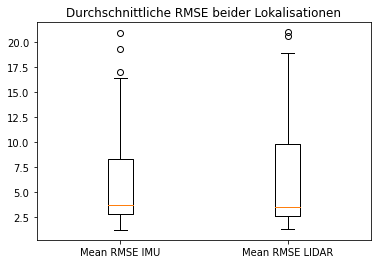 Durchschnittliche RMSE beider Lokalisationen
20.0
17.5
15.0
12.5
10.0
7.5
5.0
2.5
Mean RMSE IMU
Mean RMSE LIDAR